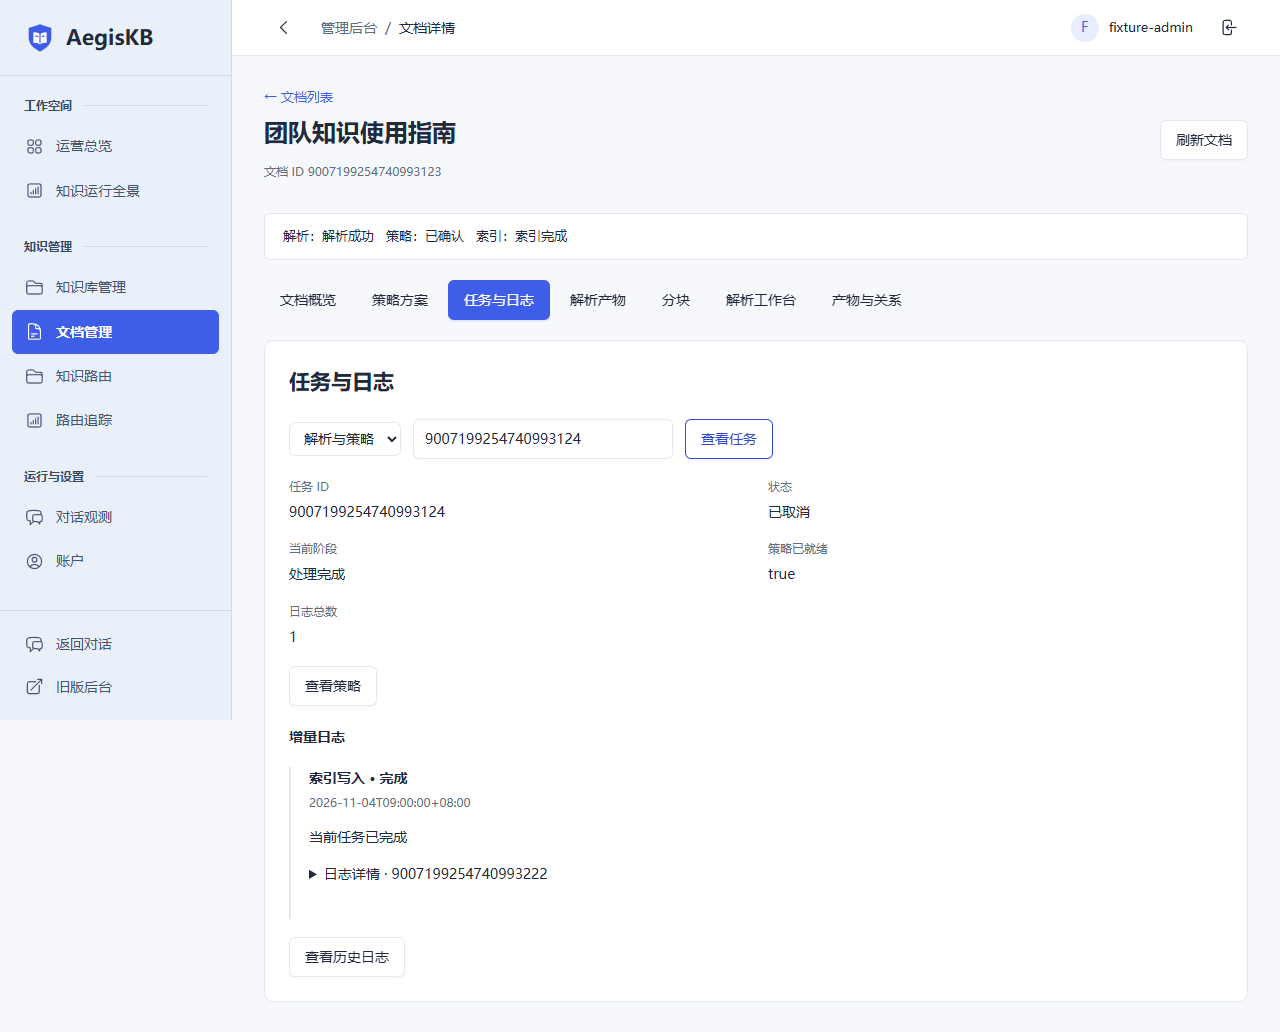 AegisKB
工作空间
运营总览
知识运行全景
知识管理
知识库管理
文档管理
知识路由
路由追踪
运行与设置
对话观测
账户
返回对话
旧版后台
管理后台 / 文档详情
F fixture-admin
← 文档列表
团队知识使用指南
文档 ID 9007199254740993123
刷新文档
解析：解析成功 策略：已确认 索引：索引完成
文档概览 策略方案 任务与日志 解析产物 分块 解析工作台 产物与关系
任务与日志
解析与策略 9007199254740993124 查看任务
任务 ID 状态
9007199254740993124 已取消
当前阶段 策略已就绪
处理完成 true
日志总数
1
查看策略
增量日志
索引写入 • 完成
2026-11-04T09:00:00+08:00
当前任务已完成
日志详情 · 9007199254740993222
查看历史日志